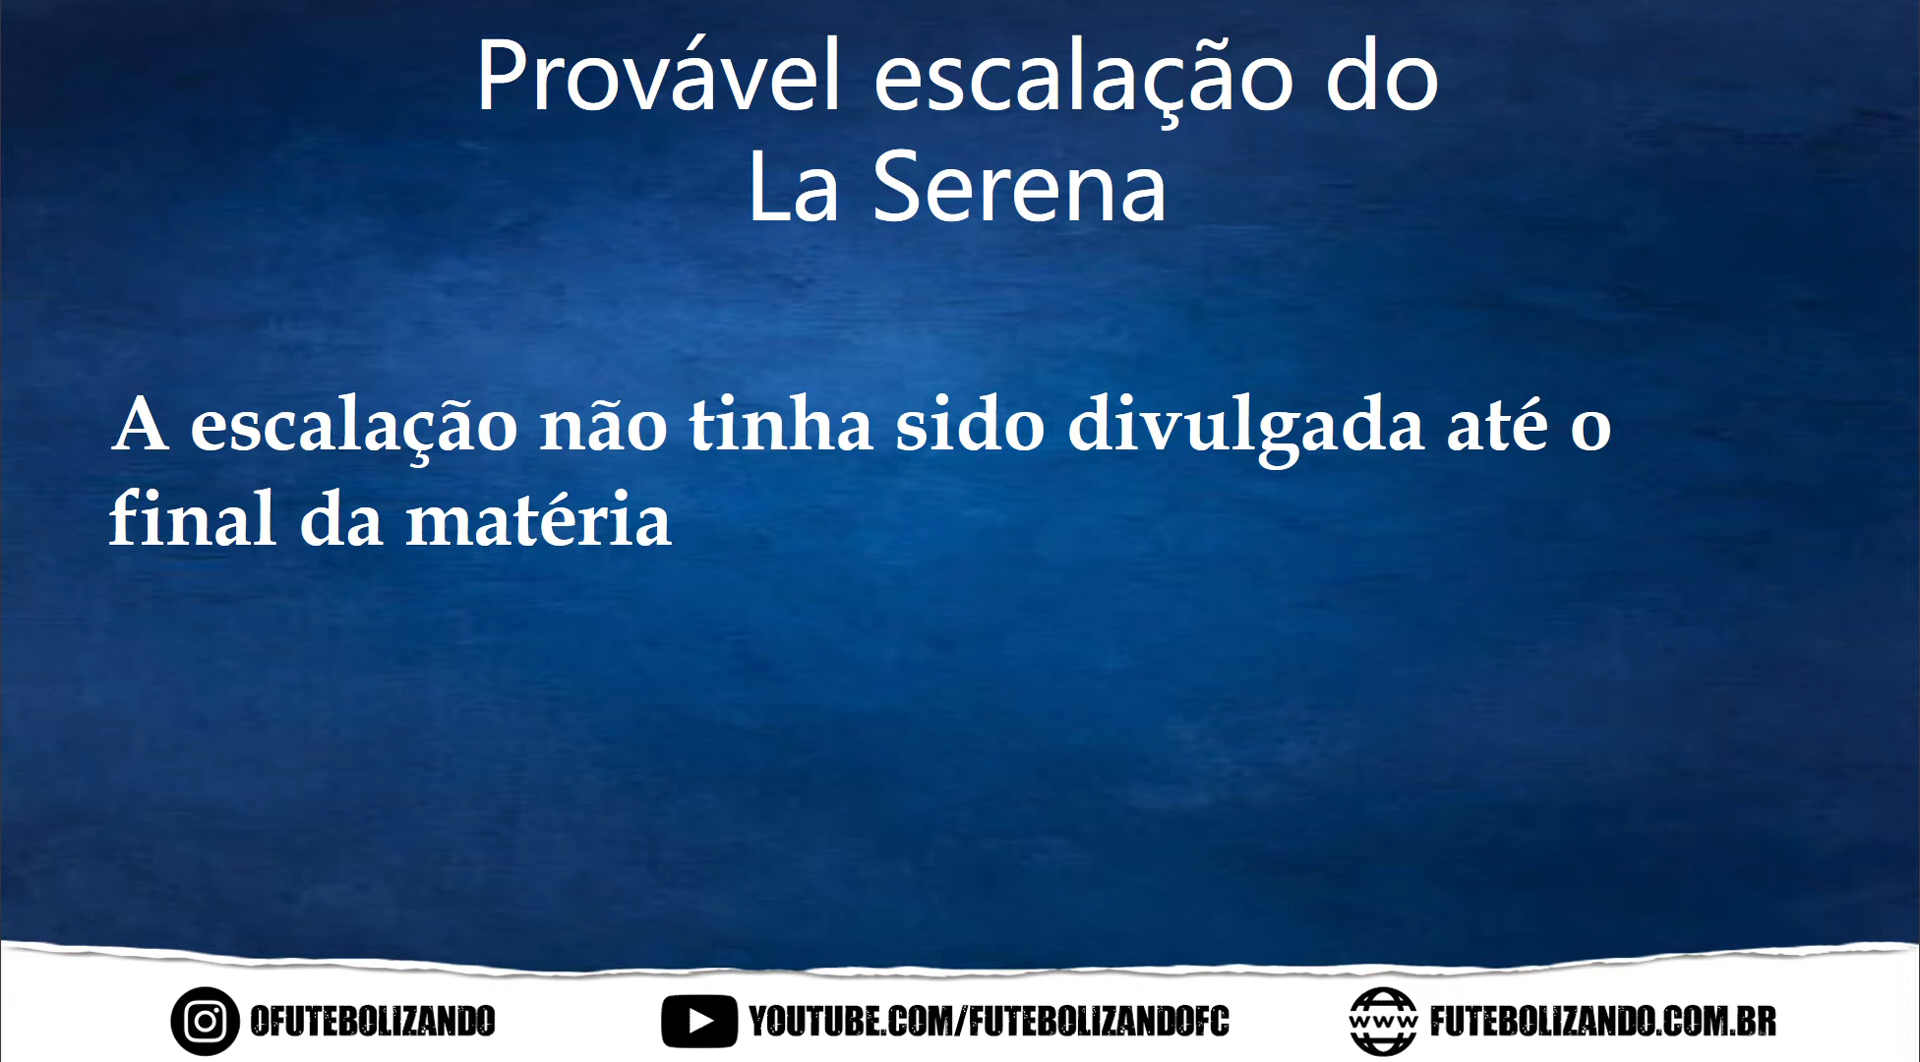 Provável escalação do
La Serena
A escalação não tinha sido divulgada até o
final da matéria
OFUTEBOLIZANDO
YOUTUBE.COM/FUTEBOLIZANDOFC
WWW
FUTEBOLIZANDO.COM.BR